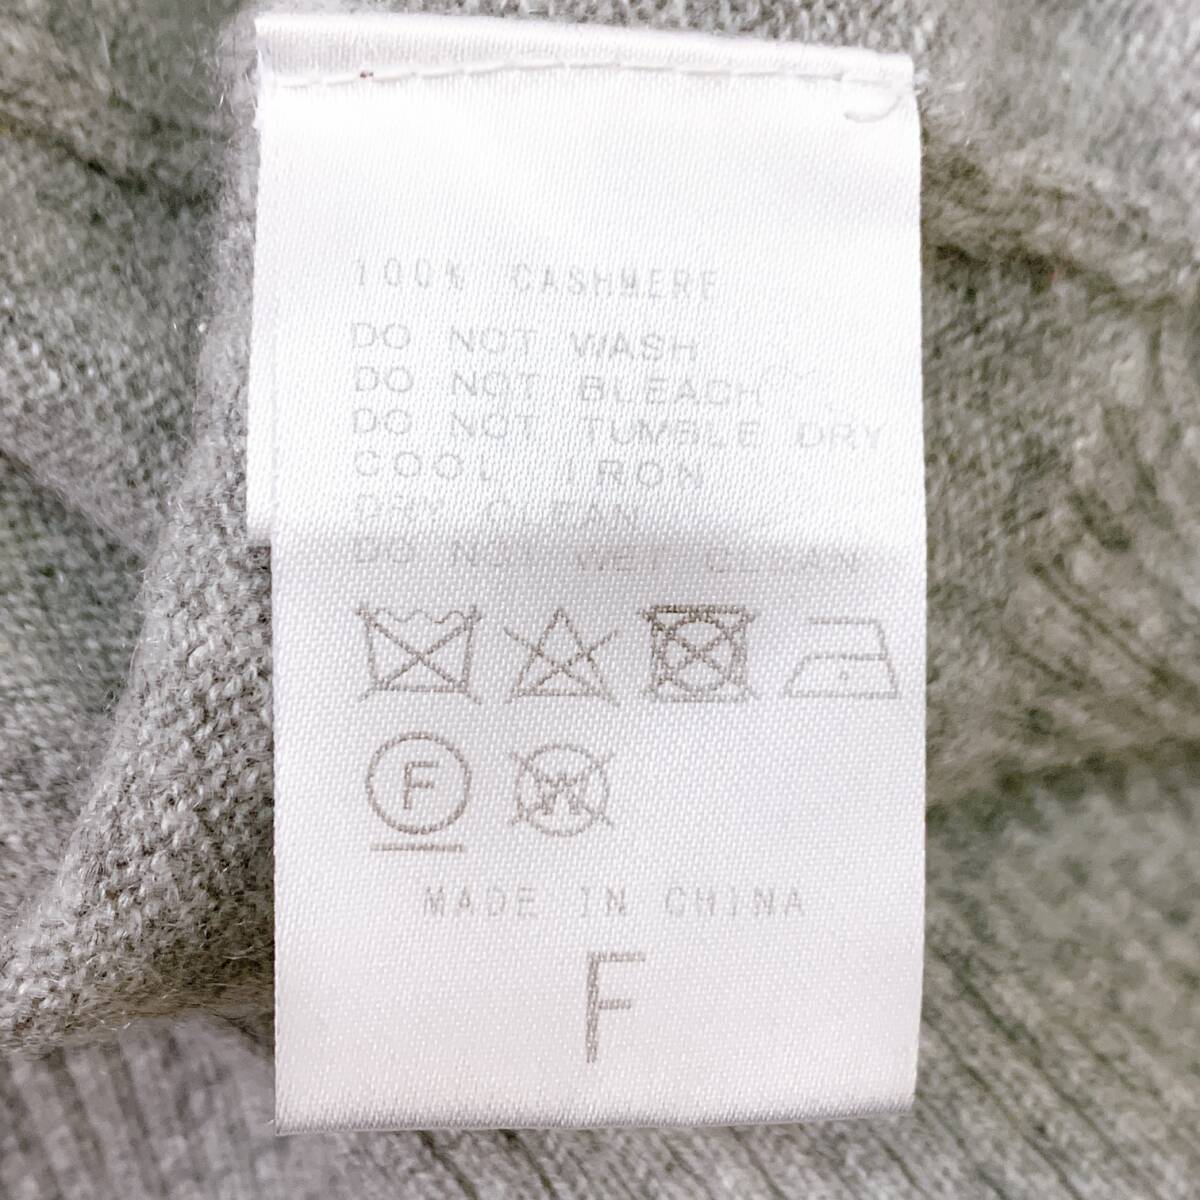 100% CASHMERE
DO NOT WASH
DO NOT BLEACH
DO NOT TUMBLE DRY
COOL IRON
DRY CLEAN
DO NOT WET CLEAN
F W
MADE IN CHINA
F